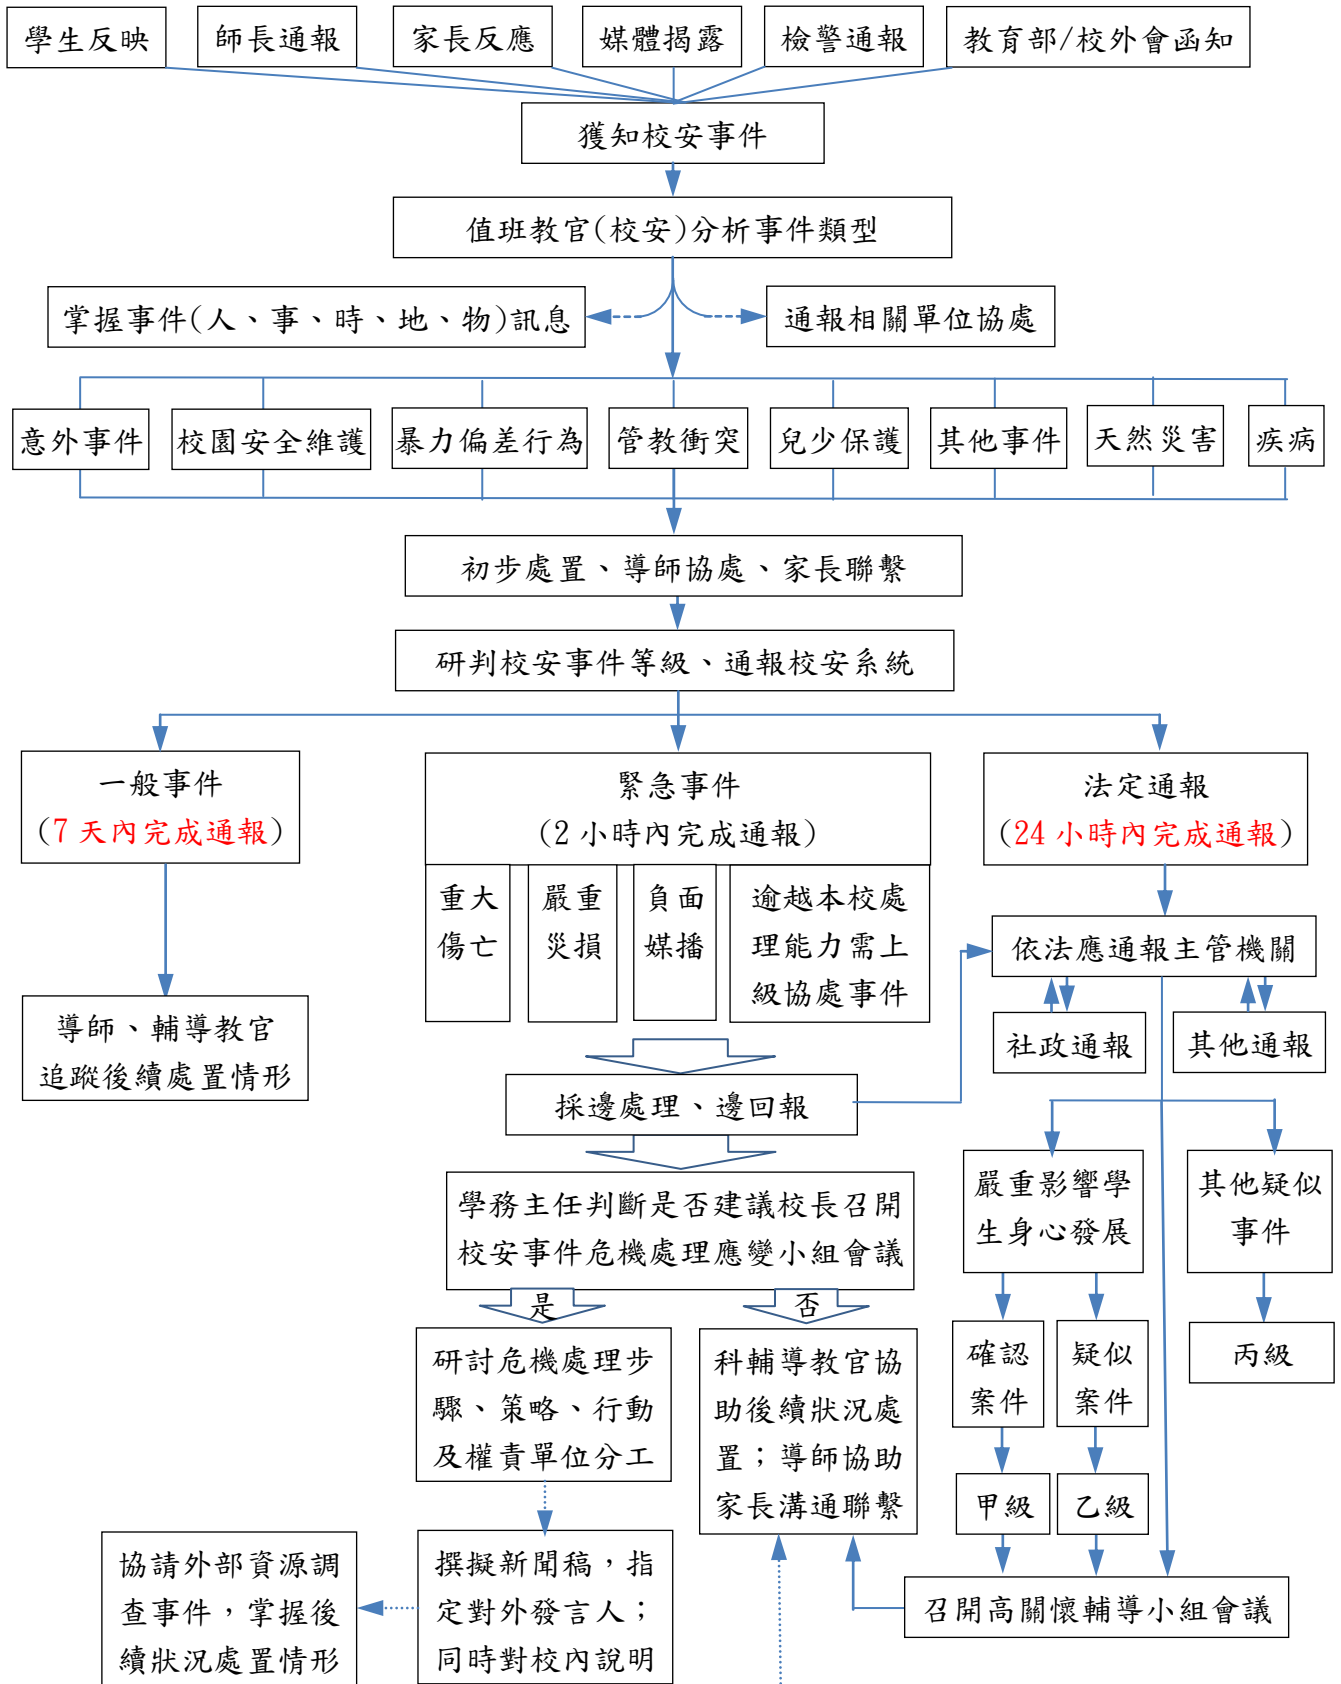 學生反映
師長通報
家長反應
媒體揭露
檢警通報
教育部/校外會函知
獲知校安事件
值班教官(校安)分析事件類型
掌握事件(人、事、時、地、物)訊息
通報相關單位協處
意外事件
校園安全維護
暴力偏差行為
管教衝突
兒少保護
其他事件
天然災害
疾病
初步處置、導師協處、家長聯繫
研判校安事件等級、通報校安系統
一般事件
(7 天內完成通報)
緊急事件
(2 小時內完成通報)
法定通報
(24 小時內完成通報)
重大
傷亡
嚴重
災損
負面
媒播
逾越本校處
理能力需上
級協處事件
依法應通報主管機關
社政通報
其他通報
導師、輔導教官
追蹤後續處置情形
採邊處理、邊回報
學務主任判斷是否建議校長召開
校安事件危機處理應變小組會議
嚴重影響學
生身心發展
其他疑似
事件
是
否
研討危機處理步
驟、策略、行動
及權責單位分工
科輔導教官協
助後續狀況處
置；導師協助
家長溝通聯繫
確認
案件
疑似
案件
丙級
甲級
乙級
協請外部資源調
查事件，掌握後
續狀況處置情形
撰擬新聞稿，指
定對外發言人；
同時對校內說明
召開高關懷輔導小組會議